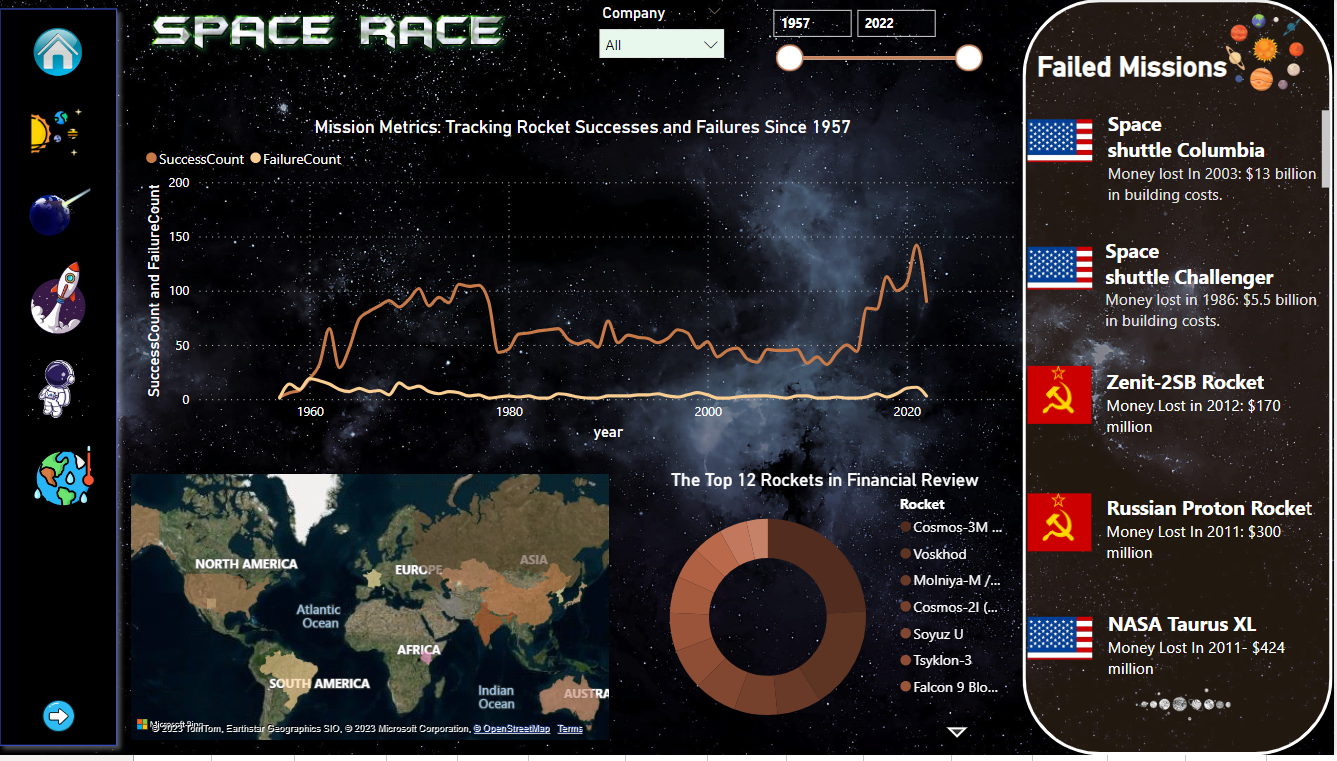 SPACE RACE
Company
All
1957
2022
Mission Metrics: Tracking Rocket Successes and Failures Since 1957
SuccessCount
FailureCount
SuccessCount and FailureCount
200
150
100
50
0
1960
1980
2000
2020
year
NORTH AMERICA
EUROPE
ASIA
Atlantic
Ocean
AFRICA
SOUTH AMERICA
Indian
Ocean
AUSTRA
Microsoft Bing
© 2023 TomTom, Earthstar Geographics SIO, © 2023 Microsoft Corporation, © OpenStreetMap Terms
The Top 12 Rockets in Financial Review
Rocket
Cosmos-3M ...
Voskhod
Molniya-M /...
Cosmos-2I (...
Soyuz U
Tsyklon-3
Falcon 9 Blo...
Failed Missions
Space
shuttle Columbia
Money lost In 2003: $13 billion
in building costs.
Space
shuttle Challenger
Money lost in 1986: $5.5 billion
in building costs.
Zenit-2SB Rocket
Money Lost in 2012: $170
million
Russian Proton Rocket
Money Lost In 2011: $300
million
NASA Taurus XL
Money Lost In 2011- $424
million